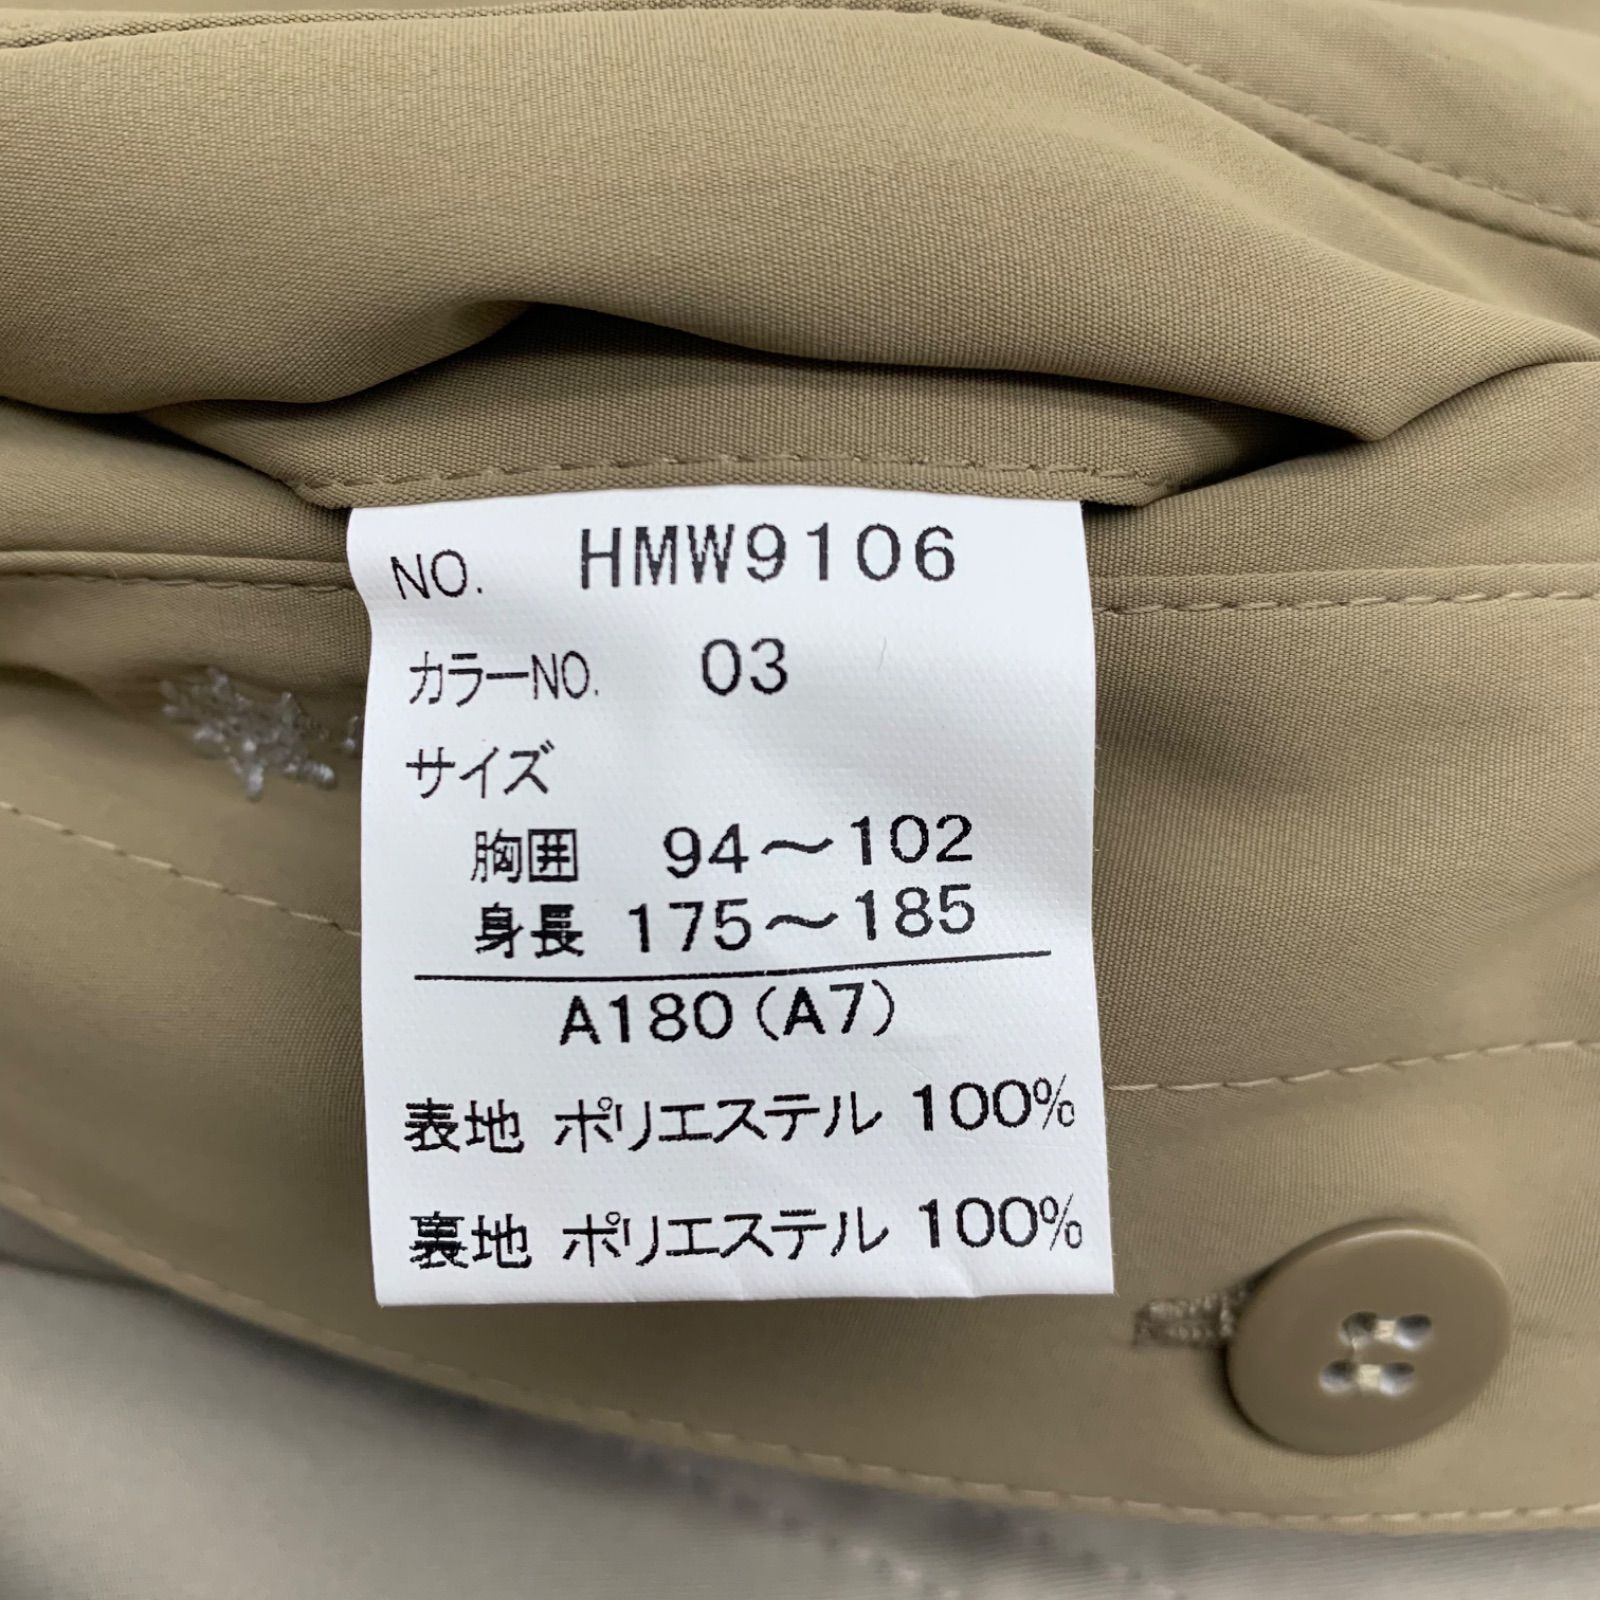 NO. HMW9106
カラーNO. 03
サイズ
胸囲 94～102
身長 175～185
A180(A7)
表地 ポリエステル 100%
裏地 ポリエステル 100%